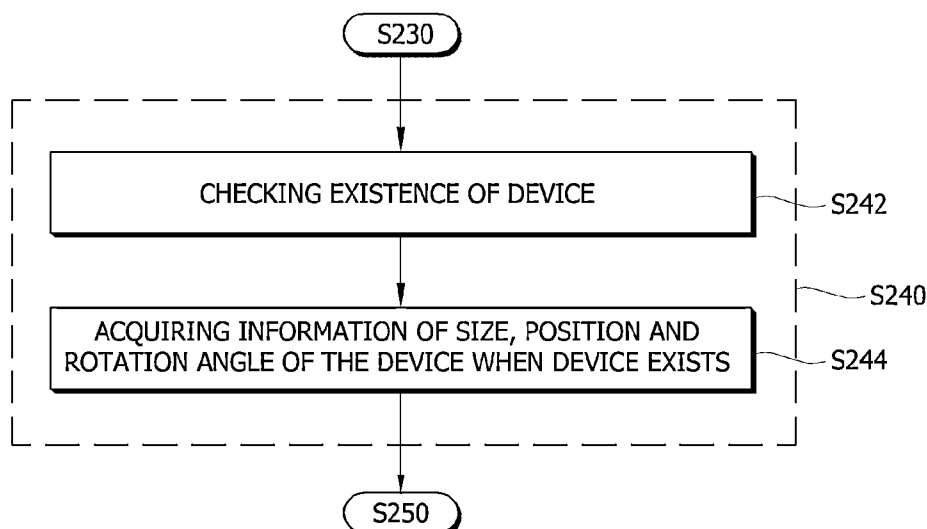 S230
CHECKING EXISTENCE OF DEVICE
S242
S240
ACQUIRING INFORMATION OF SIZE, POSITION AND
ROTATION ANGLE OF THE DEVICE WHEN DEVICE EXISTS
S244
S250